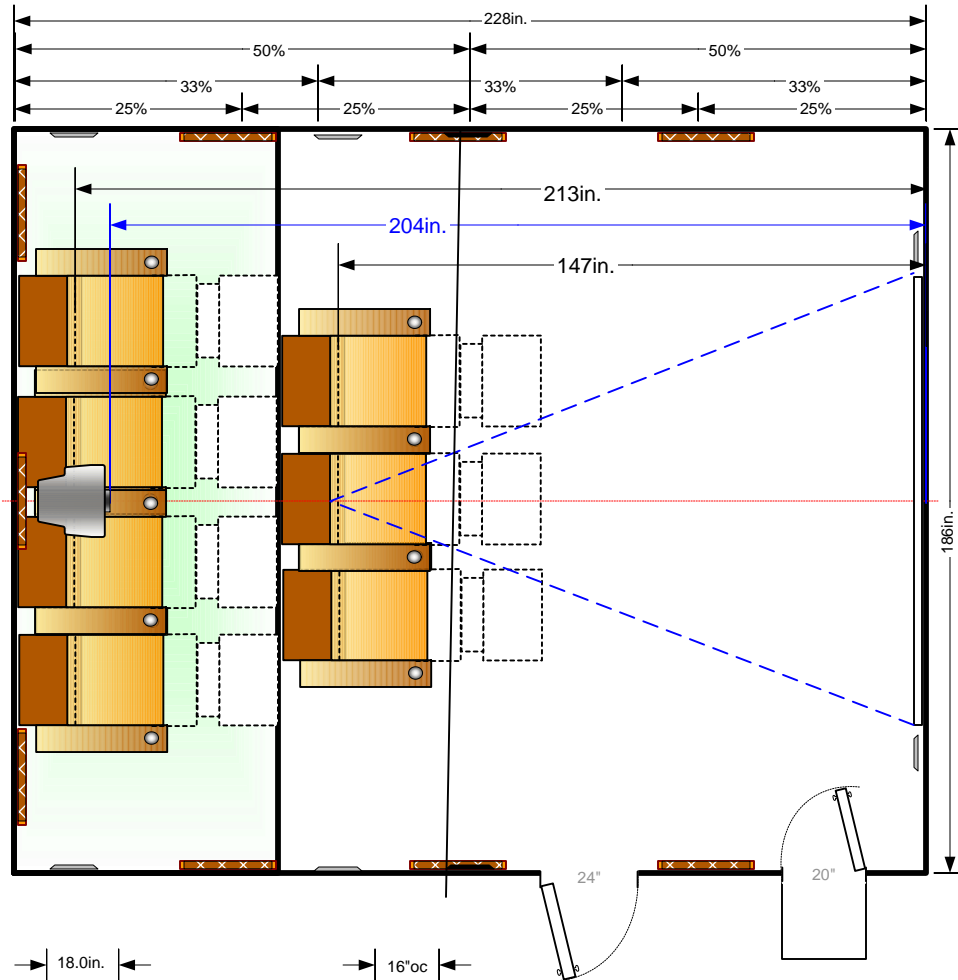 228in.
50%
50%
33%
33%
33%
25%
25%
25%
25%
213in.
204in.
147in.
186in.
24"
20"
18.0in.
16"oc